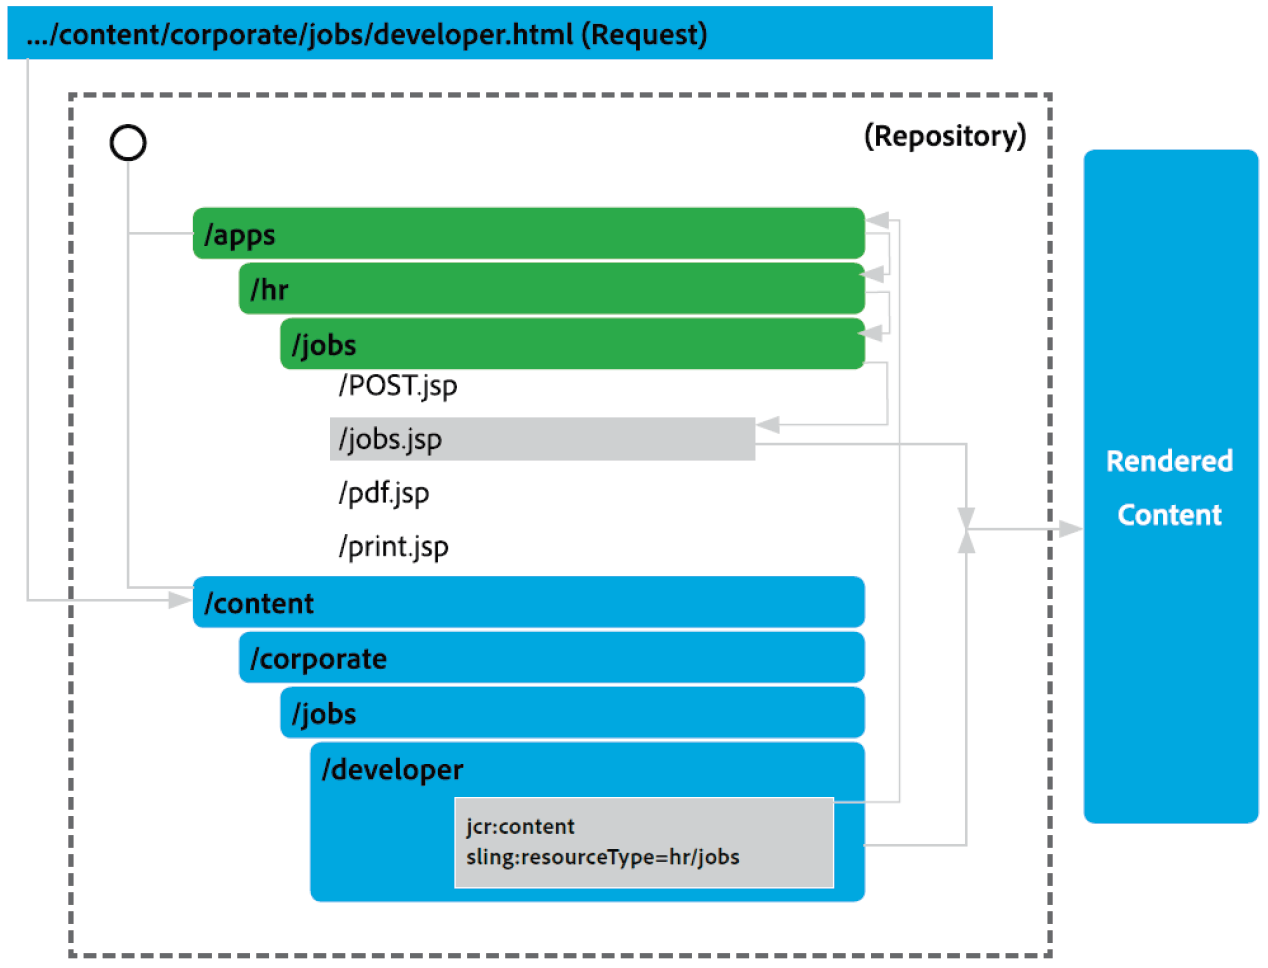 .../content/corporate/jobs/developer.html (Request)
(Repository)
/apps
/hr
/jobs
/POST.jsp
/jobs.jsp
/pdf.jsp
/print.jsp
/content
/corporate
/jobs
/developer
jcr:content
sling:resourceType=hr/jobs
Rendered
Content